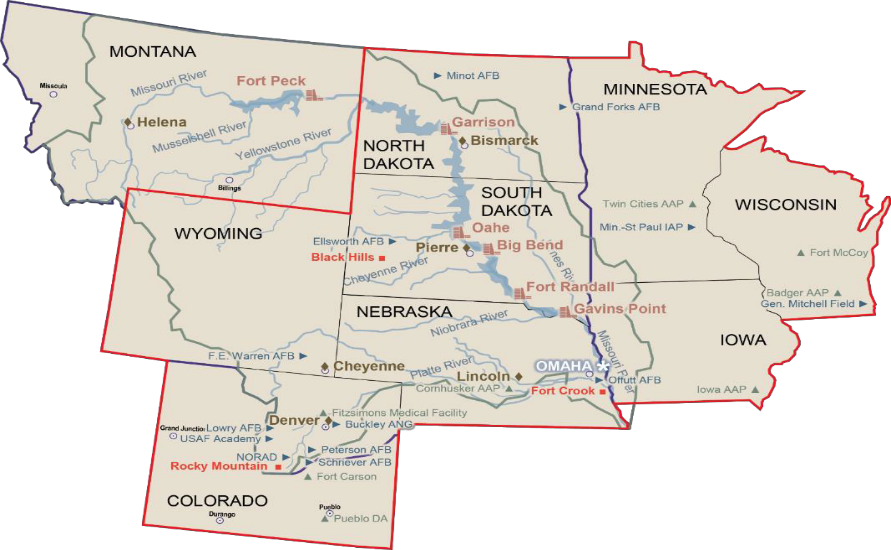 MONTANA
Missoula
Missouri River
Fort Peck
Helena
Musselshell River
Yellowstone River
Billings
Minot AFB
MINNESOTA
Grand Forks AFB
Garrison
Bismarck
NORTH
DAKOTA
SOUTH
DAKOTA
Twin Cities AAP
Min.-St Paul IAP
WISCONSIN
Fort McCoy
Badger AAP
Gen. Mitchell Field
WYOMING
Ellsworth AFB
Black Hills
Cheyenne River
Oahe
Pierre
Big Bend
Fort Randall
Gavins Point
NEBRASKA
Niobrara River
Missouri River
IOWA
Iowa AAP
F.E. Warren AFB
Cheyenne
Platte River
Lincoln
Cornhusker AAP
OMAHA
Offutt AFB
Fort Crook
Fitzsimons Medical Facility
Denver
Buckley ANG
Grand Junction
Lowry AFB
USAF Academy
NORAD
Peterson AFB
Rocky Mountain
Schriever AFB
Fort Carson
COLORADO
Durango
Pueblo
Pueblo DA